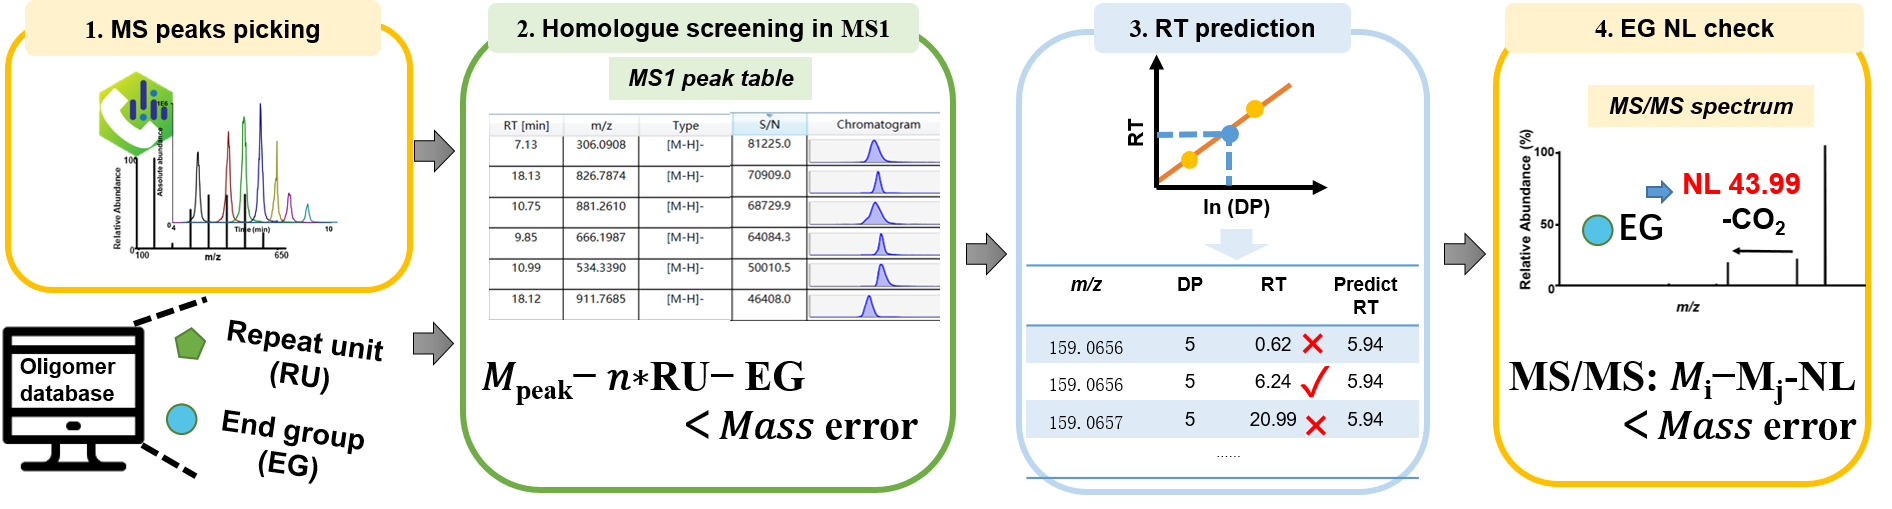 1. MS peaks picking
1E6
Absolute abundance
0
4
Time (min)
10
Relative Abundance
100
0
100
m/z
650
Oligomer
database
Repeat unit
(RU)
End group
(EG)
2. Homologue screening in MS1
MS1 peak table
RT [min] m/z Type S/N Chromatogram
7.13 306.0908 [M-H]- 81225.0
18.13 826.7874 [M-H]- 70909.0
10.75 881.2610 [M-H]- 68729.9
9.85 666.1987 [M-H]- 64084.3
10.99 534.3390 [M-H]- 50010.5
18.12 911.7685 [M-H]- 46408.0
Mpeak− n*RU− EG
< Mass error
3. RT prediction
RT
ln (DP)
m/z DP RT Predict
RT
159.0656 5 0.62 ✕ 5.94
159.0656 5 6.24 ✓ 5.94
159.0657 5 20.99 ✕ 5.94
......
4. EG NL check
MS/MS spectrum
Relative Abundance (%)
100
50
0
EG
NL 43.99
-CO2
m/z
MS/MS: Mi−Mj-NL
< Mass error